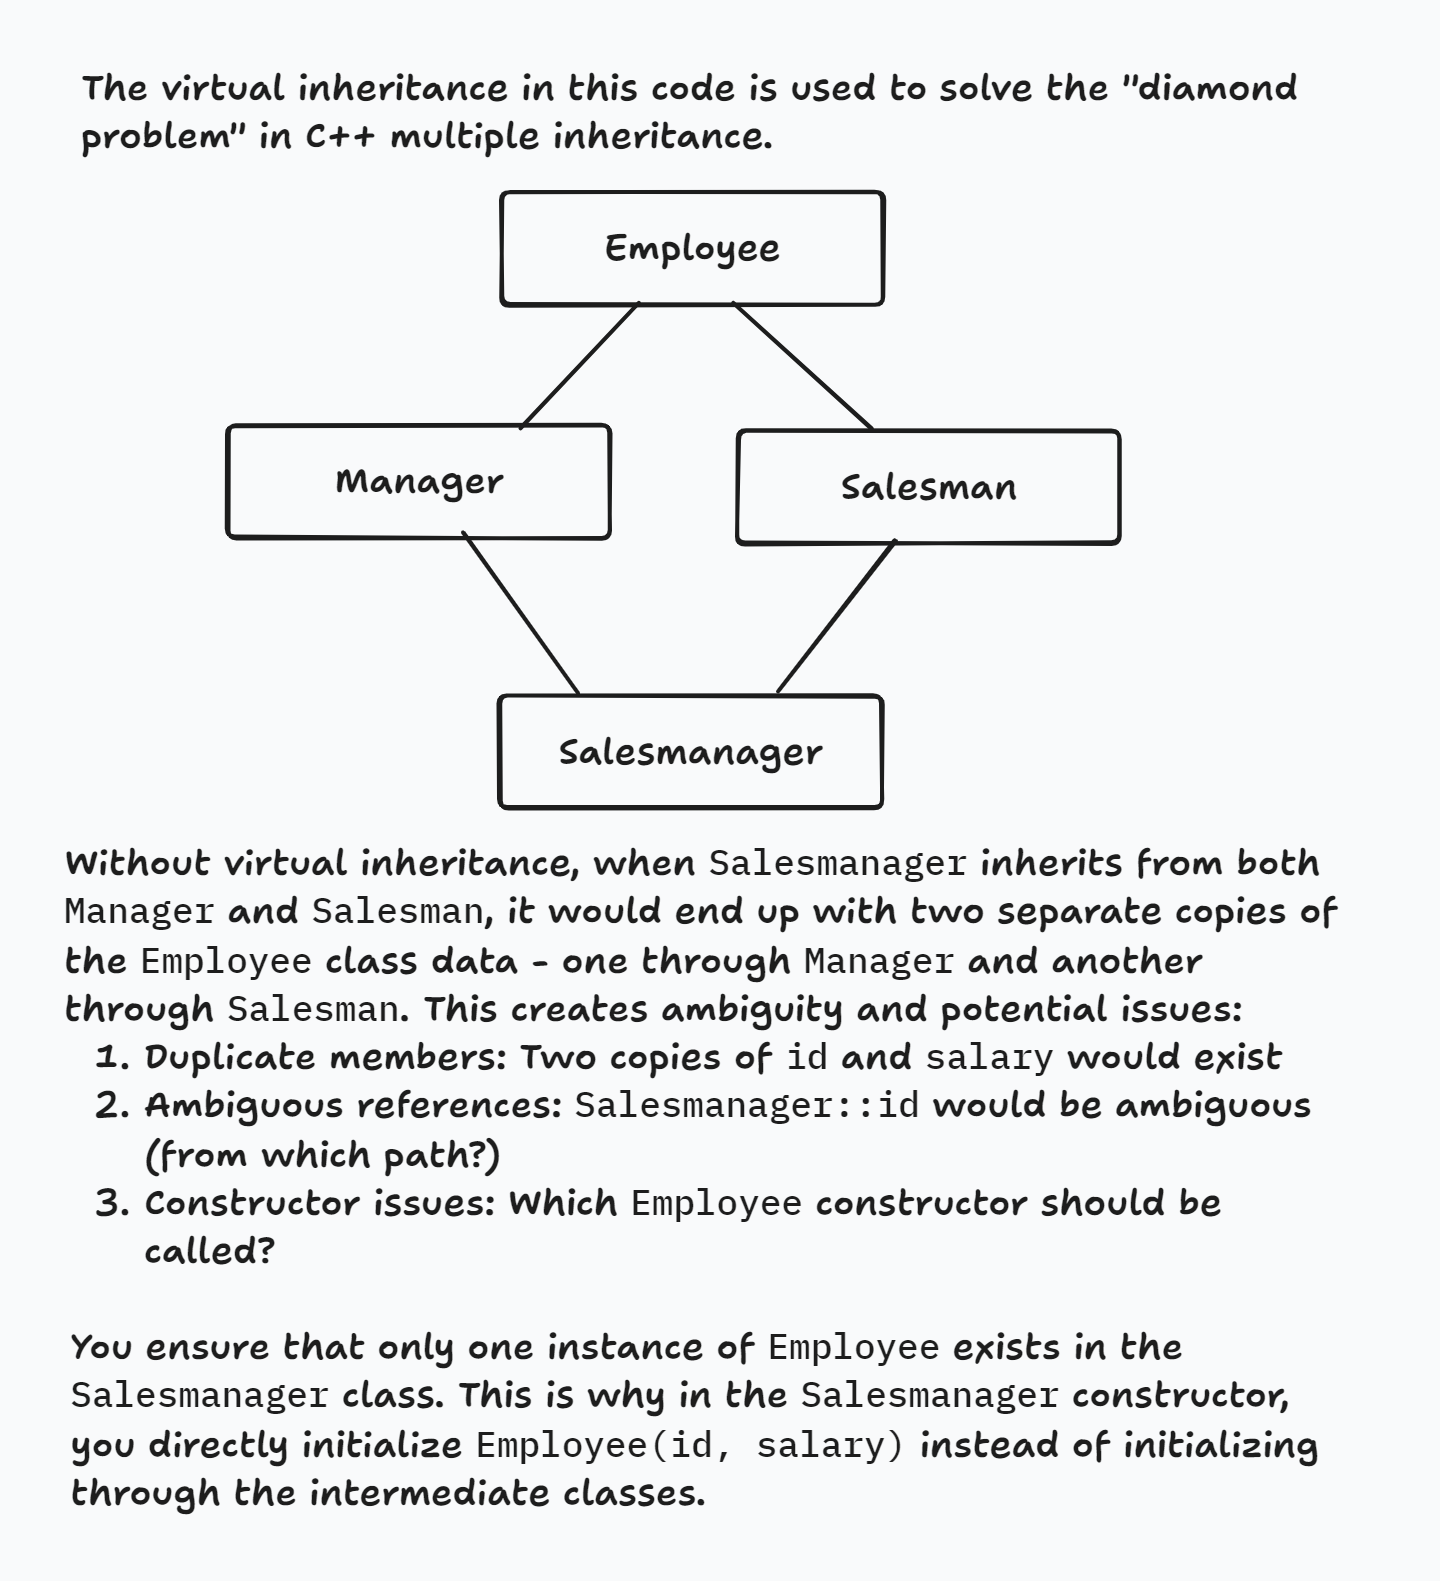 The virtual inheritance in this code is used to solve the "diamond
problem" in C++ multiple inheritance.
Employee
Manager
Salesman
Salesmanager
Without virtual inheritance, when Salesmanager inherits from both
Manager and Salesman, it would end up with two separate copies of
the Employee class data - one through Manager and another
through Salesman. This creates ambiguity and potential issues:
1. Duplicate members: Two copies of id and salary would exist
2. Ambiguous references: Salesmanager::id would be ambiguous
(from which path?)
3. Constructor issues: Which Employee constructor should be
called?
You ensure that only one instance of Employee exists in the
Salesmanager class. This is why in the Salesmanager constructor,
you directly initialize Employee(id, salary) instead of initializing
through the intermediate classes.